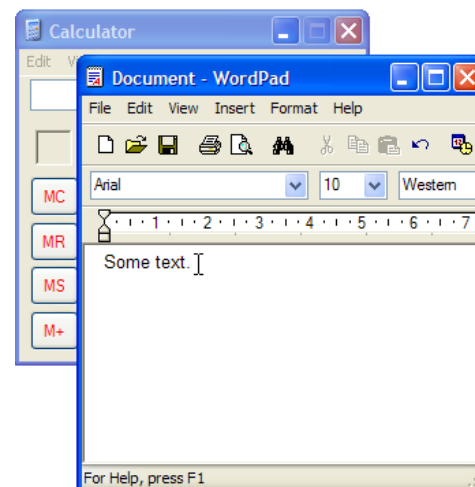 Calculator
Edit
Document - WordPad
File Edit View Insert Format Help
Arial 10 Western
1 2 3 4 5 6 7
MC
MR
MS
M+
Some text.
For Help, press F1